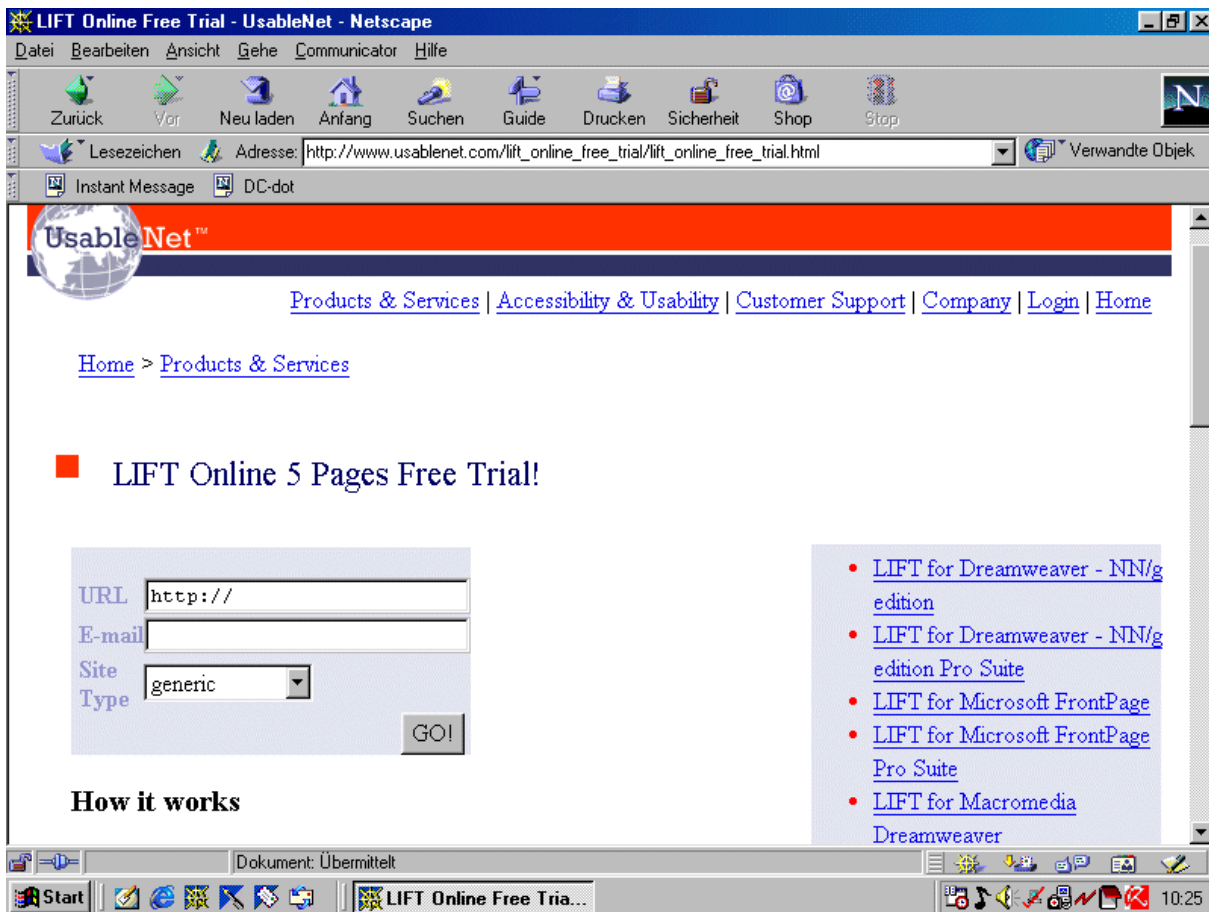 LIFT Online Free Trial - UsableNet - Netscape
Datei Bearbeiten Ansicht Gehe Communicator Hilfe
Zurück Vor Neu laden Anfang Suchen Guide Drucken Sicherheit Shop Stop
N
Lesezeichen Adresse: http://www.usablenet.com/lift_online_free_trial/lift_online_free_trial.html Verwandte Objek
Instant Message DC-dot
UsableNet™
Products & Services | Accessibility & Usability | Customer Support | Company | Login | Home
Home > Products & Services
LIFT Online 5 Pages Free Trial!
URL http://
E-mail
Site
Type generic
GO!
How it works
LIFT for Dreamweaver - NN/g
edition
LIFT for Dreamweaver - NN/g
edition Pro Suite
LIFT for Microsoft FrontPage
LIFT for Microsoft FrontPage
Pro Suite
LIFT for Macromedia
Dreamweaver
Dokument: Übermittelt
Start LIFT Online Free Tria... 10:25